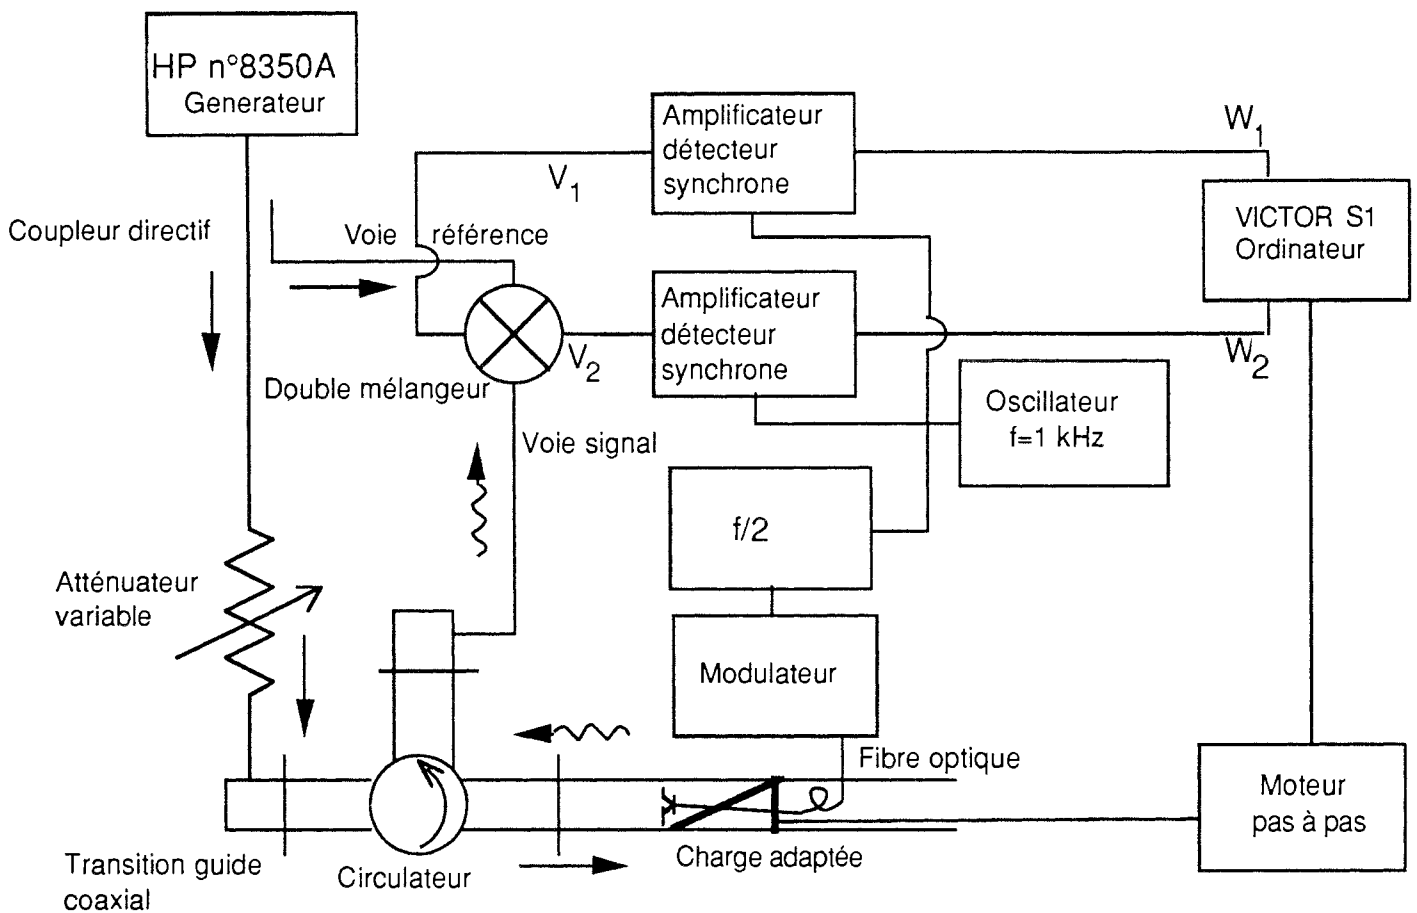 HP n°8350A
Generateur
Amplificateur
détecteur
synchrone
W1
V1
VICTOR S1
Ordinateur
Coupleur directif
Voie référence
Amplificateur
détecteur
synchrone
V2
W2
Double mélangeur
Oscillateur
f=1 kHz
Voie signal
f/2
Atténuateur
variable
Modulateur
Fibre optique
Moteur
pas à pas
Charge adaptée
Transition guide
coaxial
Circulateur